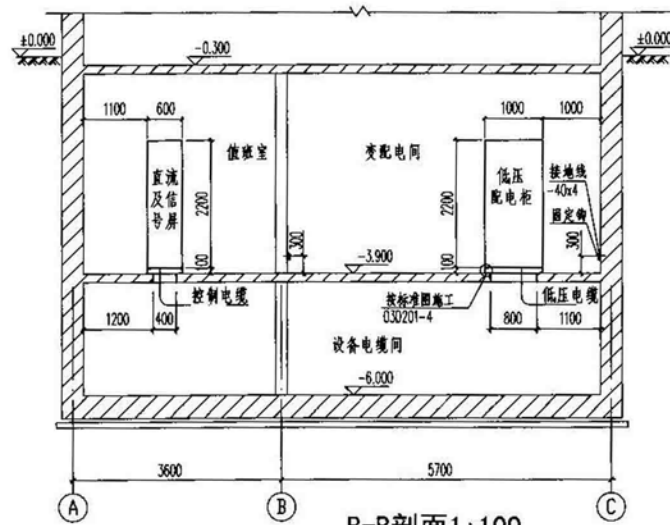 ±0.000
±0.000
-0.300
1100
600
1000
1000
值班室
变配电间
直流
及信
号屏
2200
100
低压
配电柜
2200
100
接地线
-40x4
固定钩
300
300
-3.900
控制电缆
按标准图施工
03D201-4
低压电缆
1200
400
800
1100
设备电缆间
-6.000
3600
5700
A
B
C
B-B剖面1:100